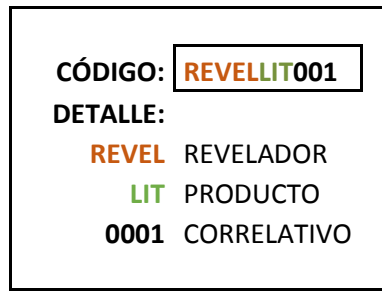 CÓDIGO: REVELLIT001
DETALLE:
REVEL REVELADOR
LIT PRODUCTO
0001 CORRELATIVO